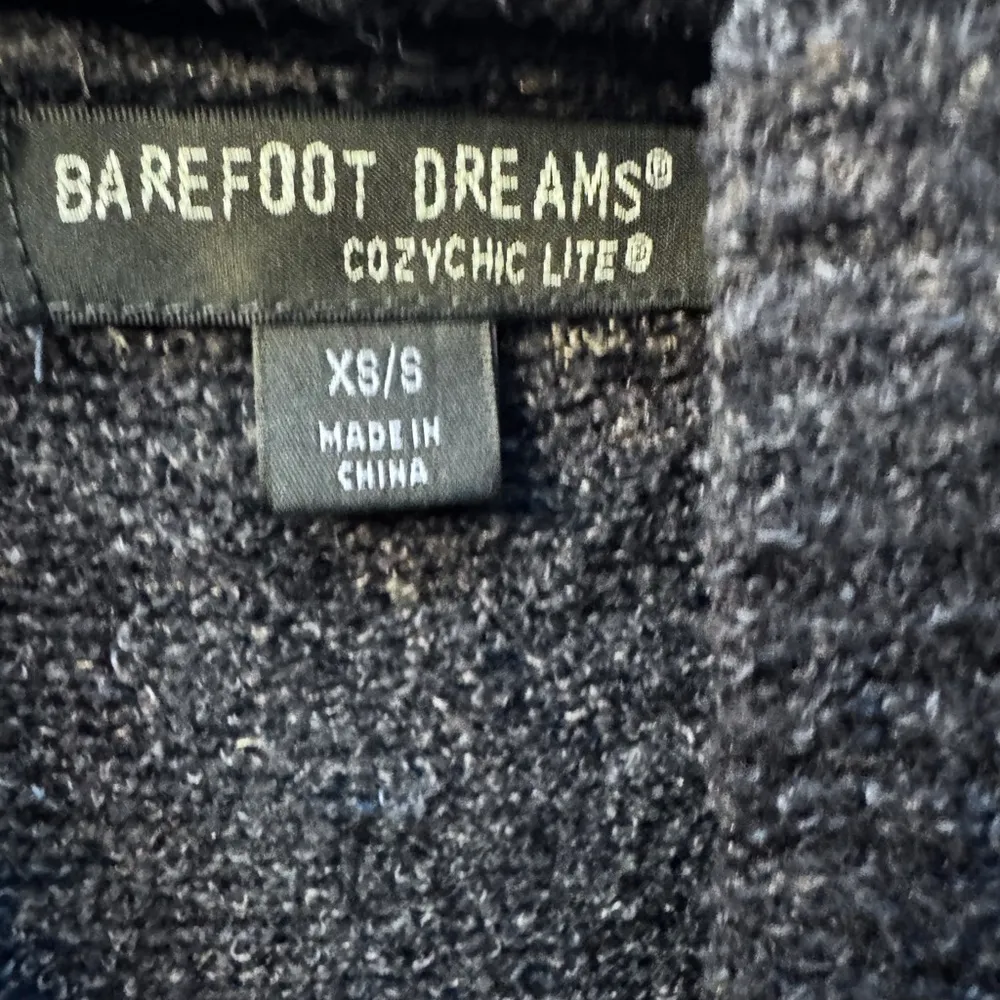 BAREFOOT DREAMS®
COZYCHIC LITE®
XS/S
MADE IN
CHINA